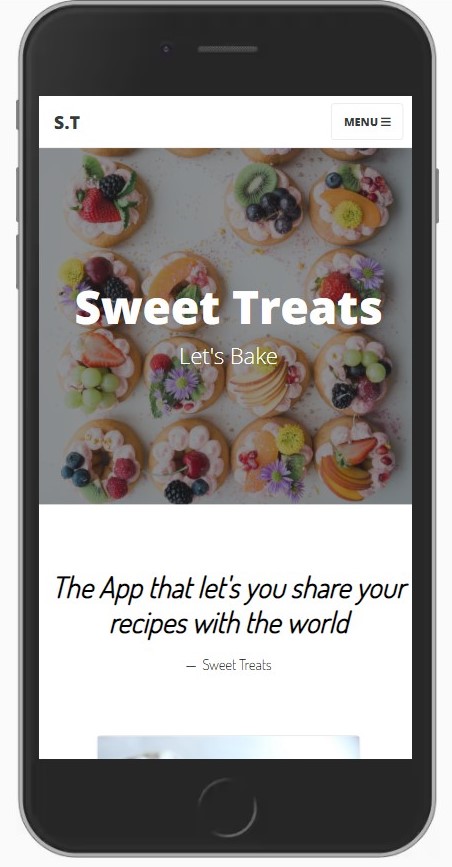 S.T
MENU
Sweet Treats
Let's Bake
The App that let's you share your
recipes with the world
— Sweet Treats